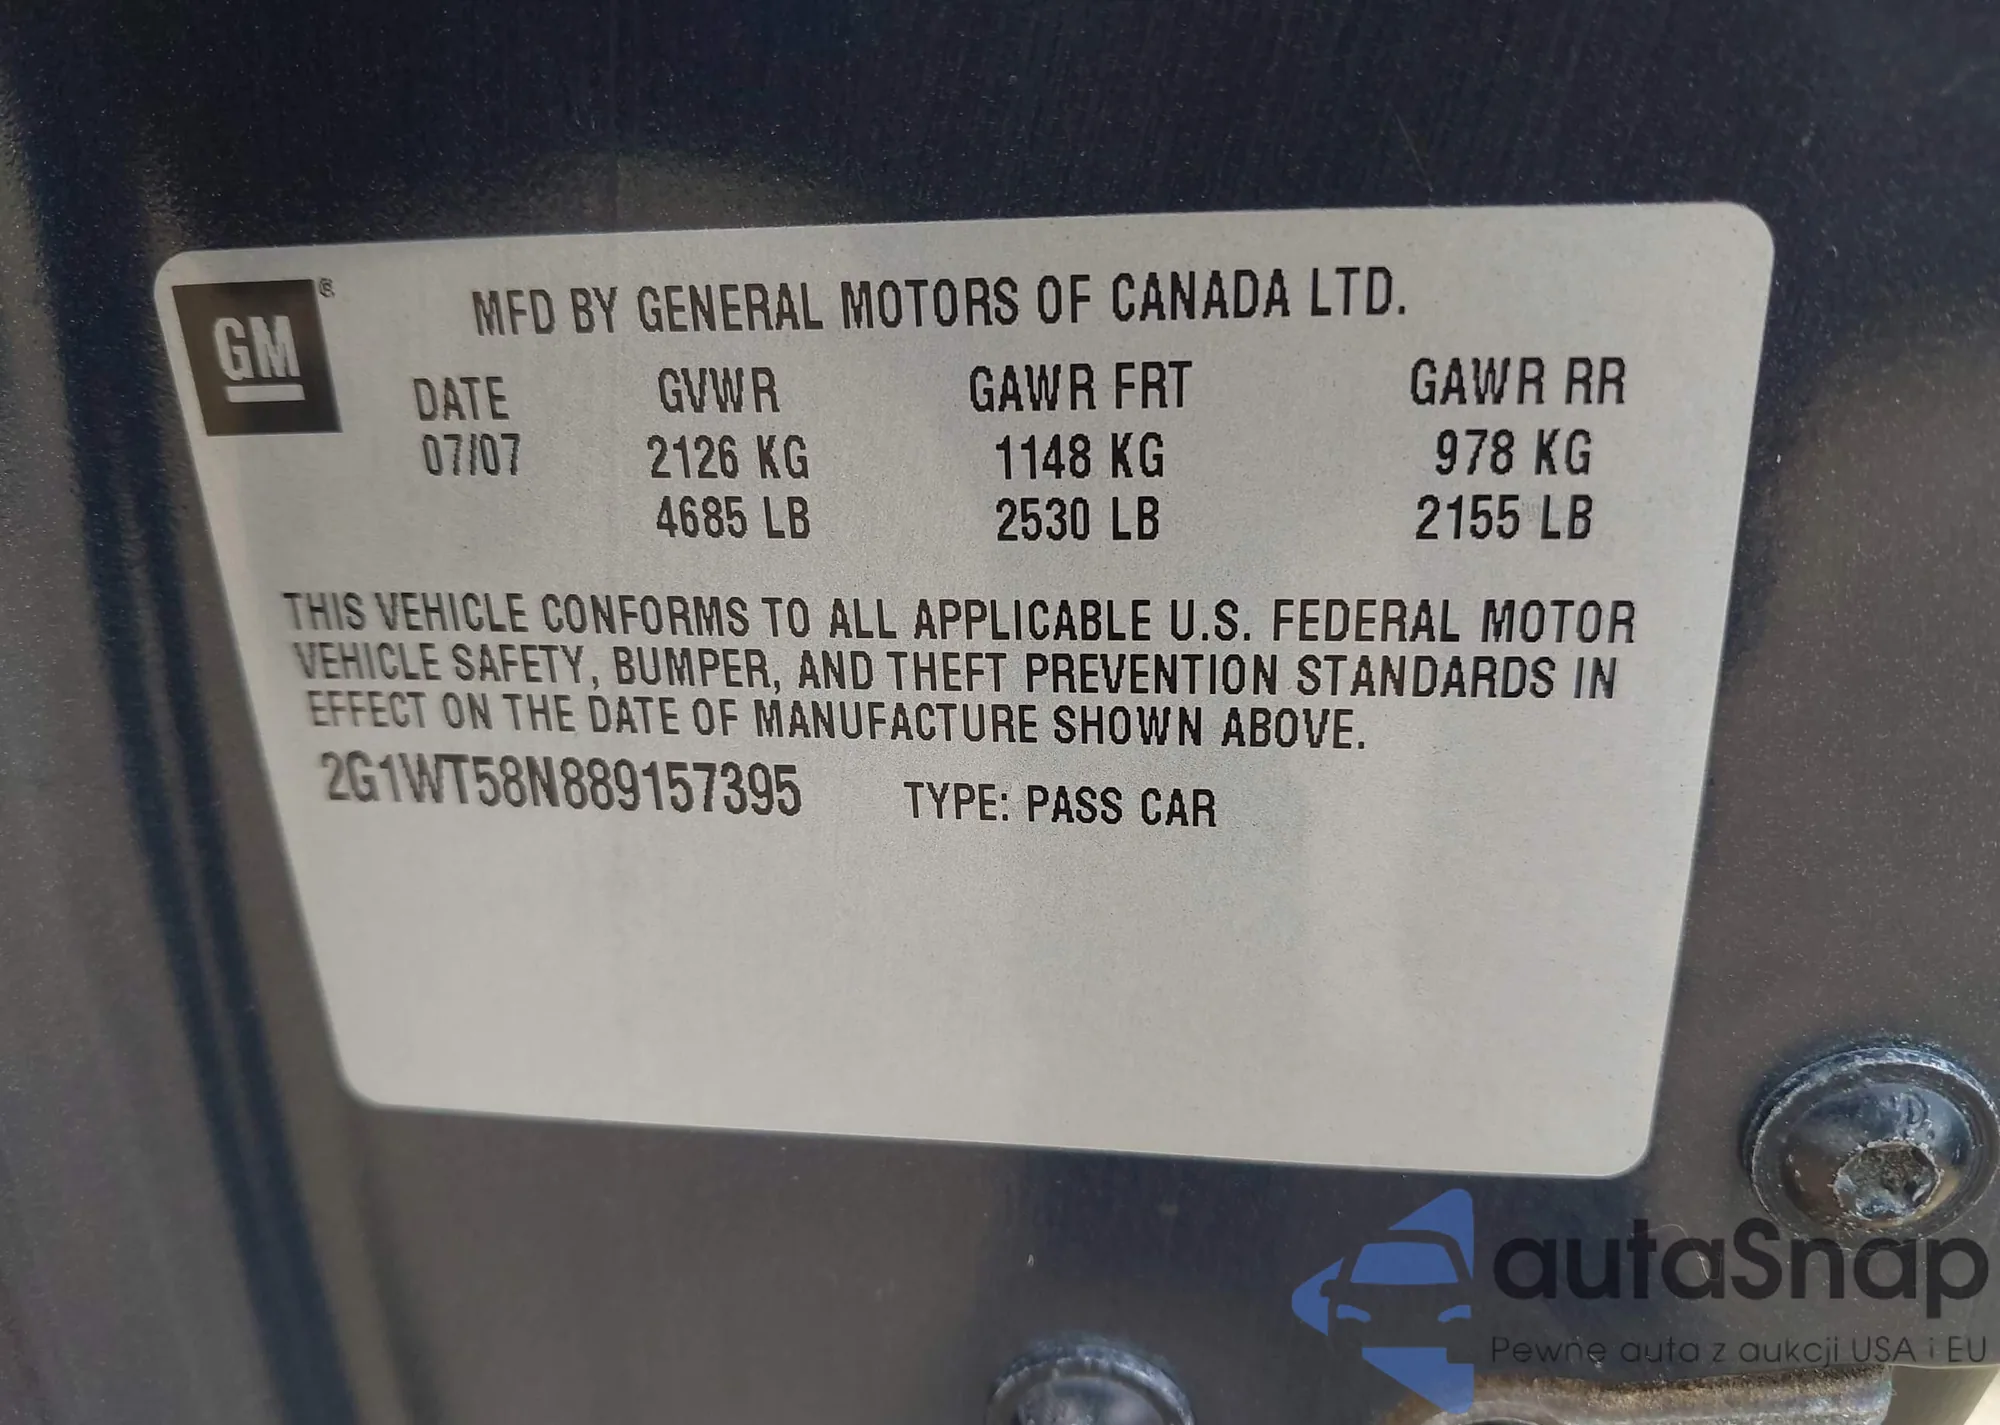 GM ®
MFD BY GENERAL MOTORS OF CANADA LTD.
DATE GVWR GAWR FRT GAWR RR
07/07 2126 KG 1148 KG 978 KG
4685 LB 2530 LB 2155 LB
THIS VEHICLE CONFORMS TO ALL APPLICABLE U.S. FEDERAL MOTOR
VEHICLE SAFETY, BUMPER, AND THEFT PREVENTION STANDARDS IN
EFFECT ON THE DATE OF MANUFACTURE SHOWN ABOVE.
2G1WT58N889157395 TYPE: PASS CAR
autaSnap
Pewne auta z aukcji USA i EU